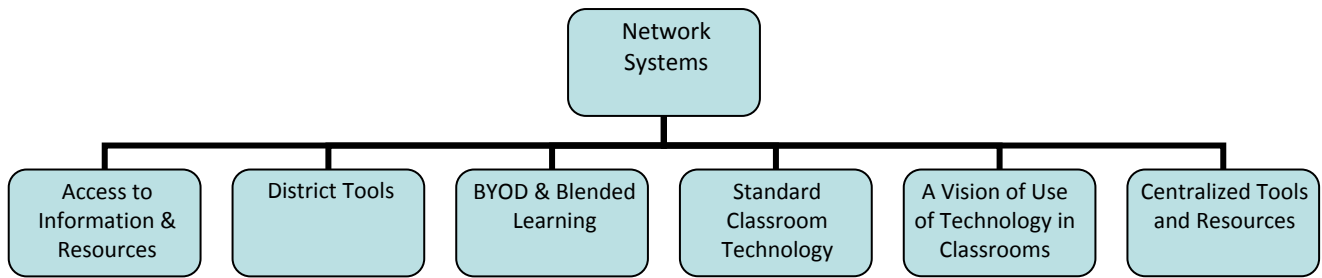 Network
Systems
Access to
Information &
Resources
District Tools
BYOD & Blended
Learning
Standard
Classroom
Technology
A Vision of Use
of Technology in
Classrooms
Centralized Tools
and Resources